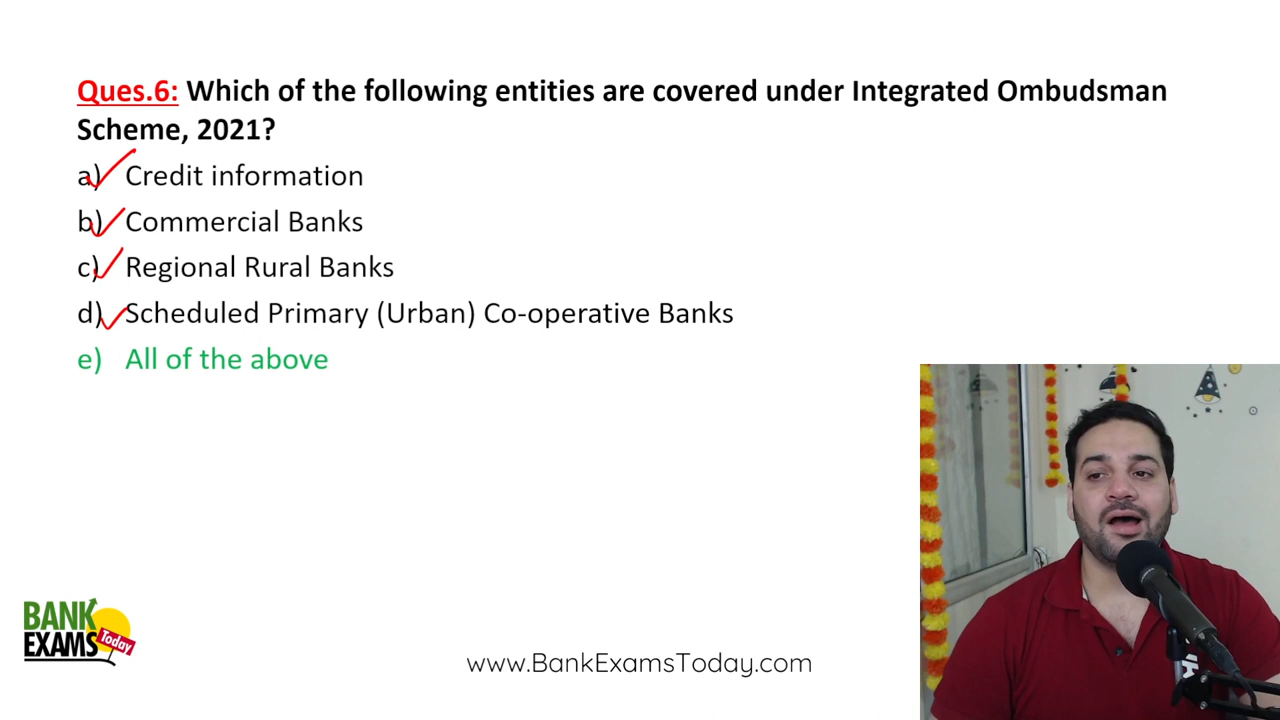 Ques.6: Which of the following entities are covered under Integrated Ombudsman
Scheme, 2021?
a) Credit information
b) Commercial Banks
c) Regional Rural Banks
d) Scheduled Primary (Urban) Co-operative Banks
e) All of the above
BANK
EXAMS
Today
www.BankExamsToday.com